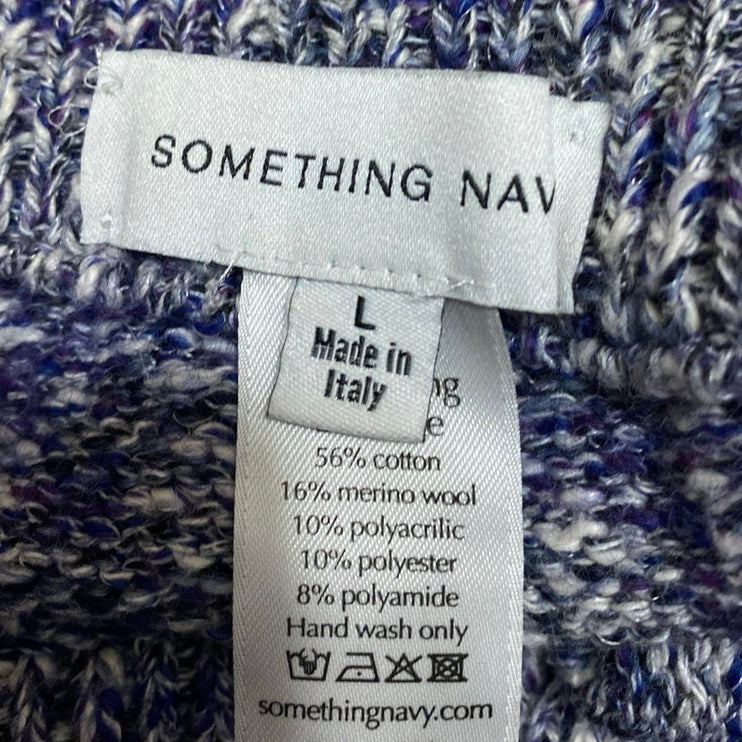 SOMETHING NAV
L
Made in
Italy
56% cotton
16% merino wool
10% polyacrilic
10% polyester
8% polyamide
Hand wash only
somethingnavy.com